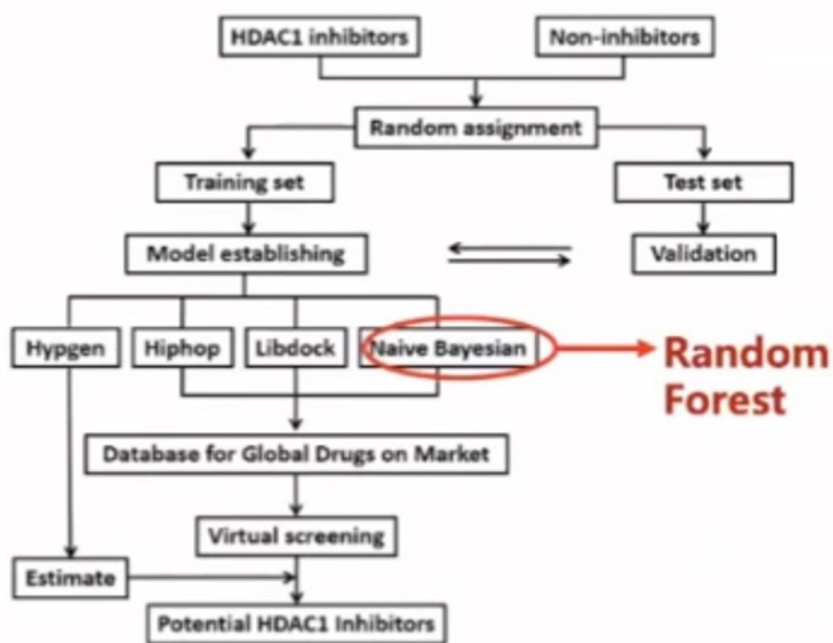 HDAC1 inhibitors
Non-inhibitors
Random assignment
Training set
Test set
Model establishing
Validation
Hypgen
Hiphop
Libdock
Naive Bayesian
Random
Forest
Database for Global Drugs on Market
Virtual screening
Estimate
Potential HDAC1 Inhibitors